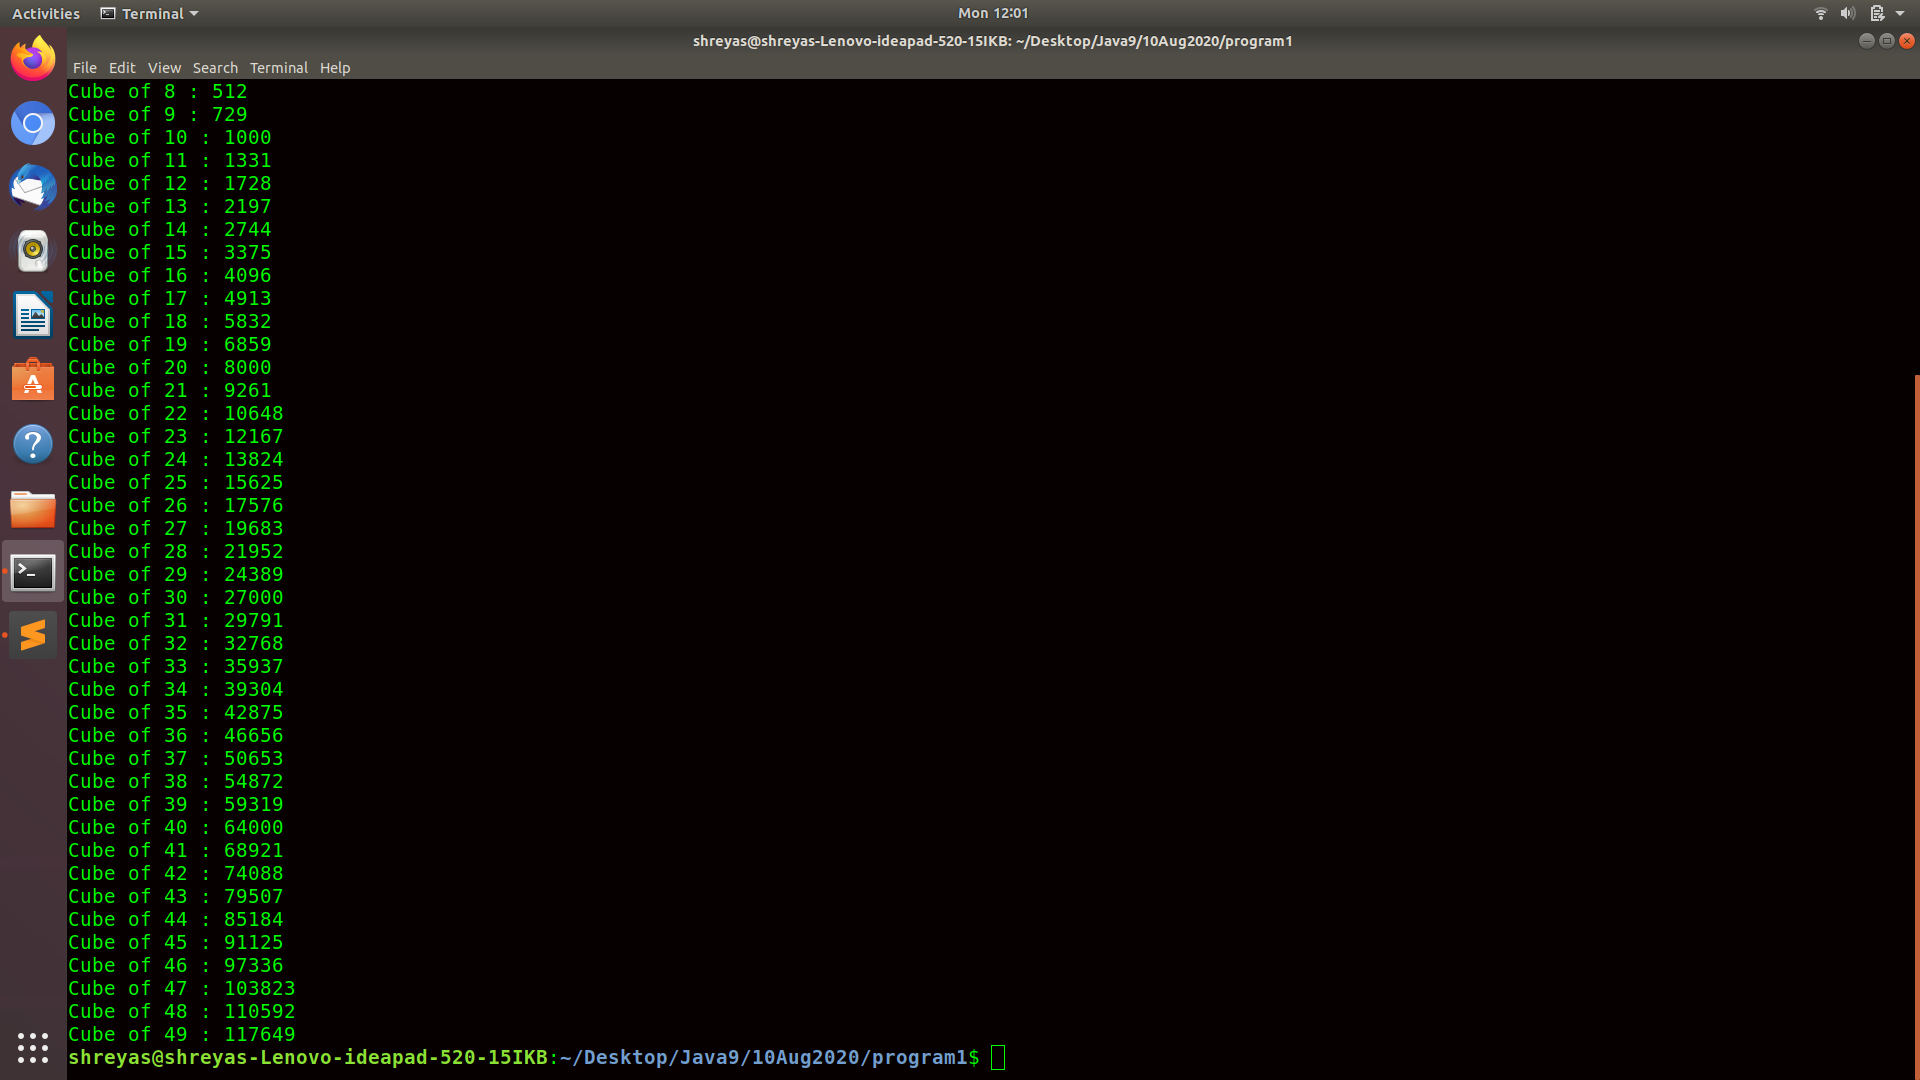 Activities Terminal Mon 12:01
shreyas@shreyas-Lenovo-ideapad-520-15IKB: ~/Desktop/Java9/10Aug2020/program1
File Edit View Search Terminal Help
Cube of 8 : 512
Cube of 9 : 729
Cube of 10 : 1000
Cube of 11 : 1331
Cube of 12 : 1728
Cube of 13 : 2197
Cube of 14 : 2744
Cube of 15 : 3375
Cube of 16 : 4096
Cube of 17 : 4913
Cube of 18 : 5832
Cube of 19 : 6859
Cube of 20 : 8000
Cube of 21 : 9261
Cube of 22 : 10648
Cube of 23 : 12167
Cube of 24 : 13824
Cube of 25 : 15625
Cube of 26 : 17576
Cube of 27 : 19683
Cube of 28 : 21952
Cube of 29 : 24389
Cube of 30 : 27000
Cube of 31 : 29791
Cube of 32 : 32768
Cube of 33 : 35937
Cube of 34 : 39304
Cube of 35 : 42875
Cube of 36 : 46656
Cube of 37 : 50653
Cube of 38 : 54872
Cube of 39 : 59319
Cube of 40 : 64000
Cube of 41 : 68921
Cube of 42 : 74088
Cube of 43 : 79507
Cube of 44 : 85184
Cube of 45 : 91125
Cube of 46 : 97336
Cube of 47 : 103823
Cube of 48 : 110592
Cube of 49 : 117649
shreyas@shreyas-Lenovo-ideapad-520-15IKB:~/Desktop/Java9/10Aug2020/program1$